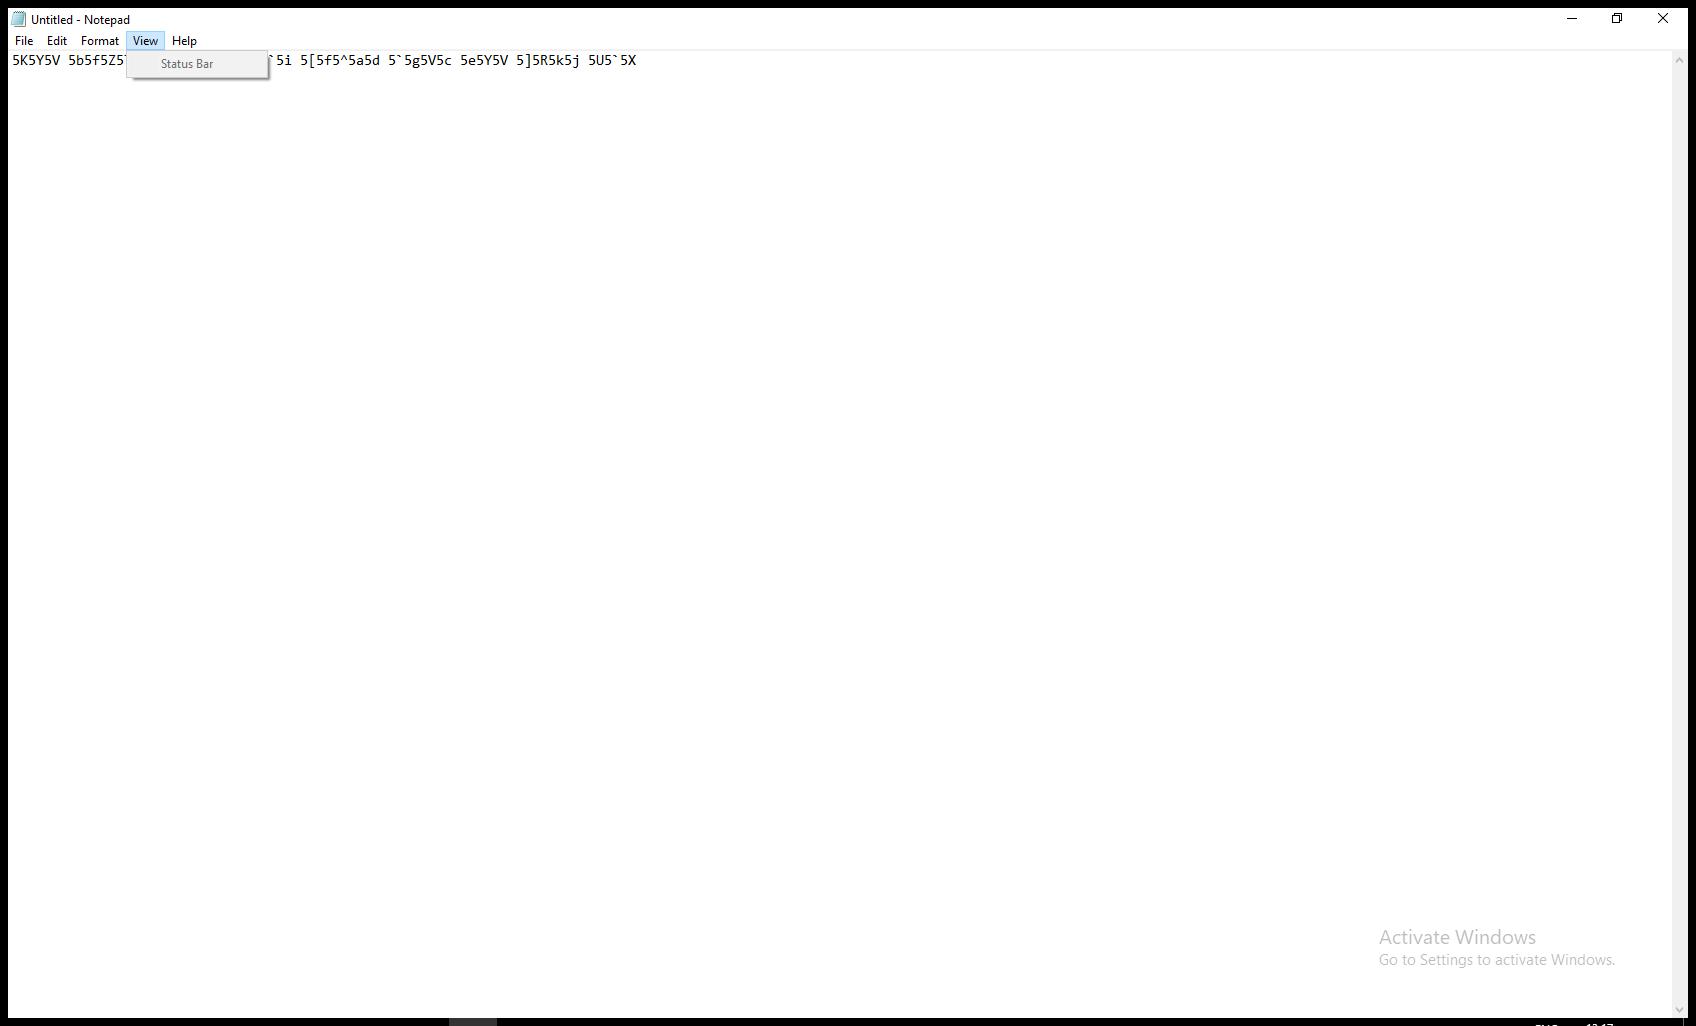 Untitled - Notepad
File Edit Format View Help
5K5Y5V 5b5f5Z5
Status Bar
5i 5[5f5^5a5d 5`5g5V5c 5e5Y5V 5]5R5k5j 5U5`5X
Activate Windows
Go to Settings to activate Windows.